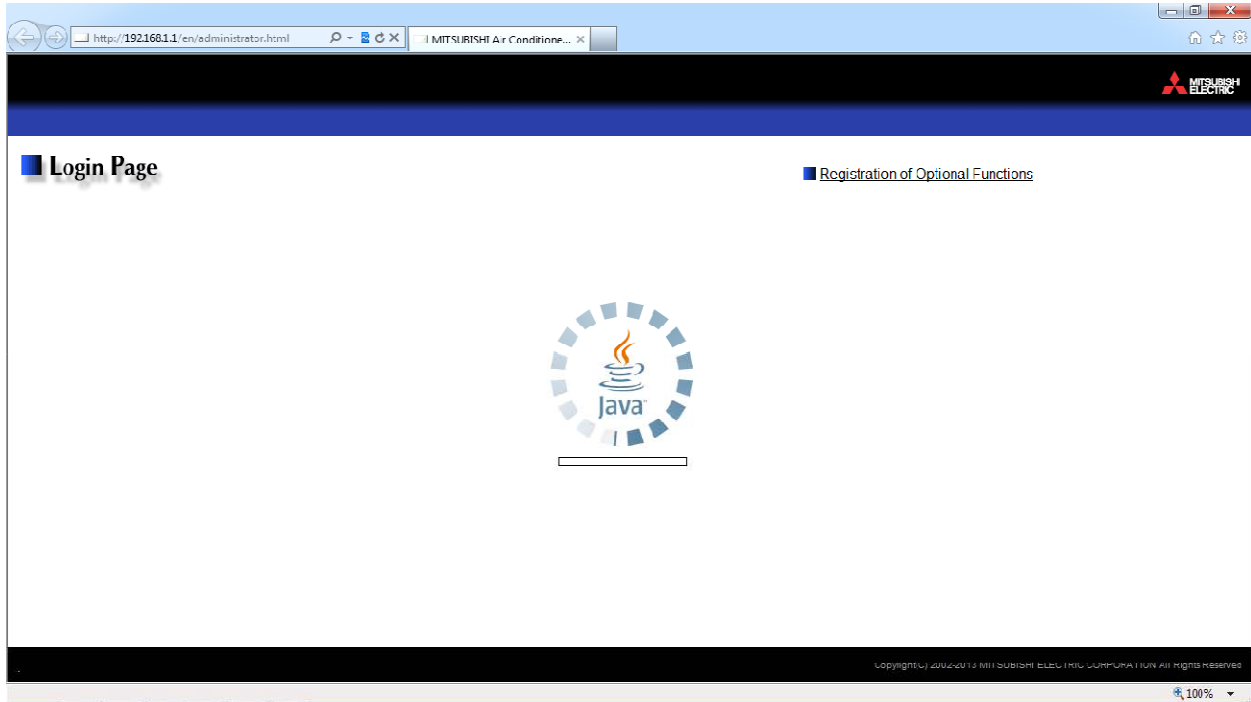 http://192.168.1.1/en/administrator.html
MITSUBISHI Air Conditione...
MITSUBISHI
ELECTRIC
Login Page
Registration of Optional Functions
Java
Copyright(C) 2002-2013 MITSUBISHI ELECTRIC CORPORATION All Rights Reserved
100%